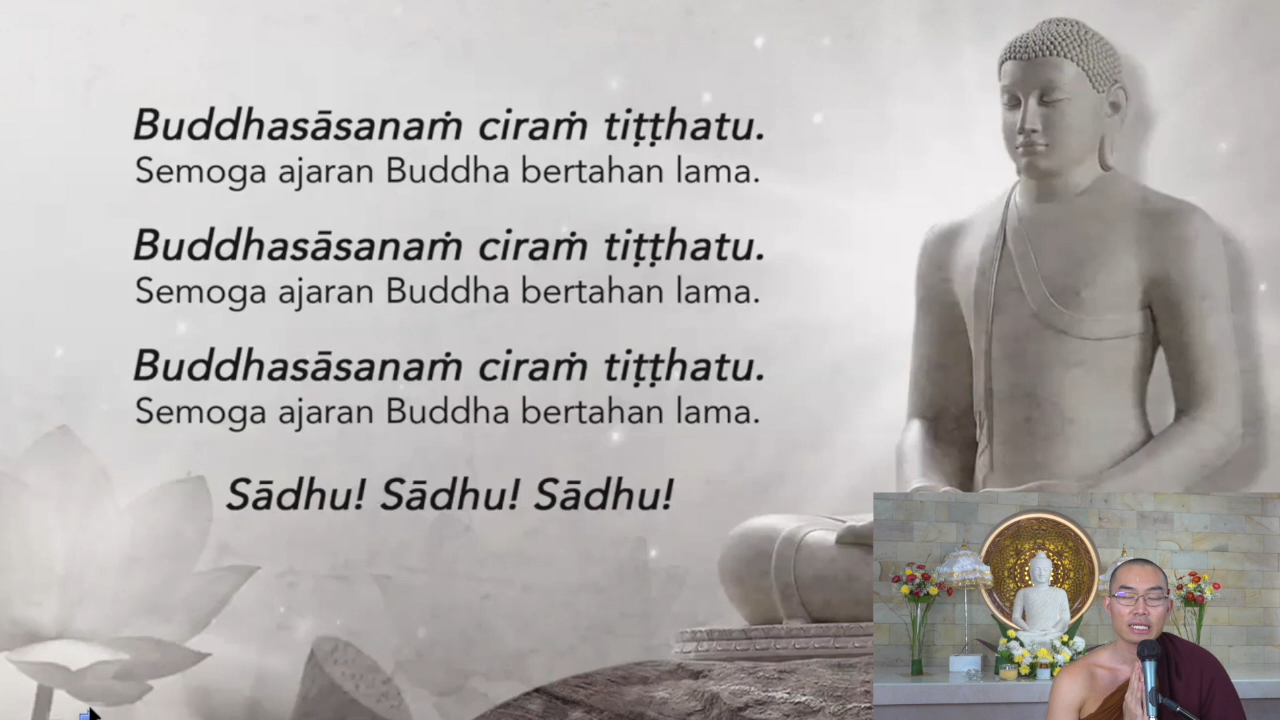 Buddhasāsanaṁ ciraṁ tiṭṭhatu.
Semoga ajaran Buddha bertahan lama.
Buddhasāsanaṁ ciraṁ tiṭṭhatu.
Semoga ajaran Buddha bertahan lama.
Buddhasāsanaṁ ciraṁ tiṭṭhatu.
Semoga ajaran Buddha bertahan lama.
Sādhu! Sādhu! Sādhu!